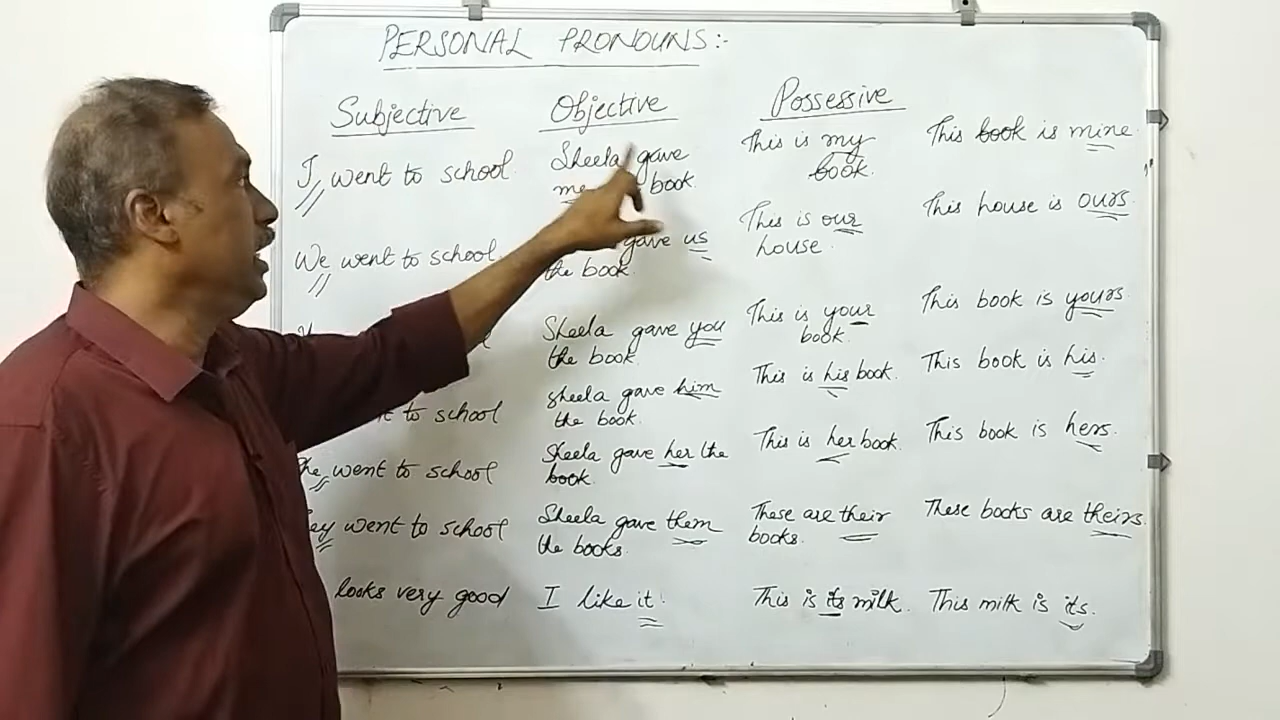 PERSONAL PRONOUNS:-
Subjective
I went to school
We went to school
to school
went to school
went to school
looks very good
Objective
Sheela gave
me book.
gave us
the book.
Sheela gave you
the book.
sheela gave him
the book.
Sheela gave her the
book.
Sheela gave them
the books.
I like it.
Possessive
This is my
book.
This is our
house.
This is your
book.
This is his book.
This is her book.
These are their
books.
This is its milk.
This book is mine.
This house is ours.
This book is yours.
This book is his.
This book is hers.
These books are theirs.
This milk is its.